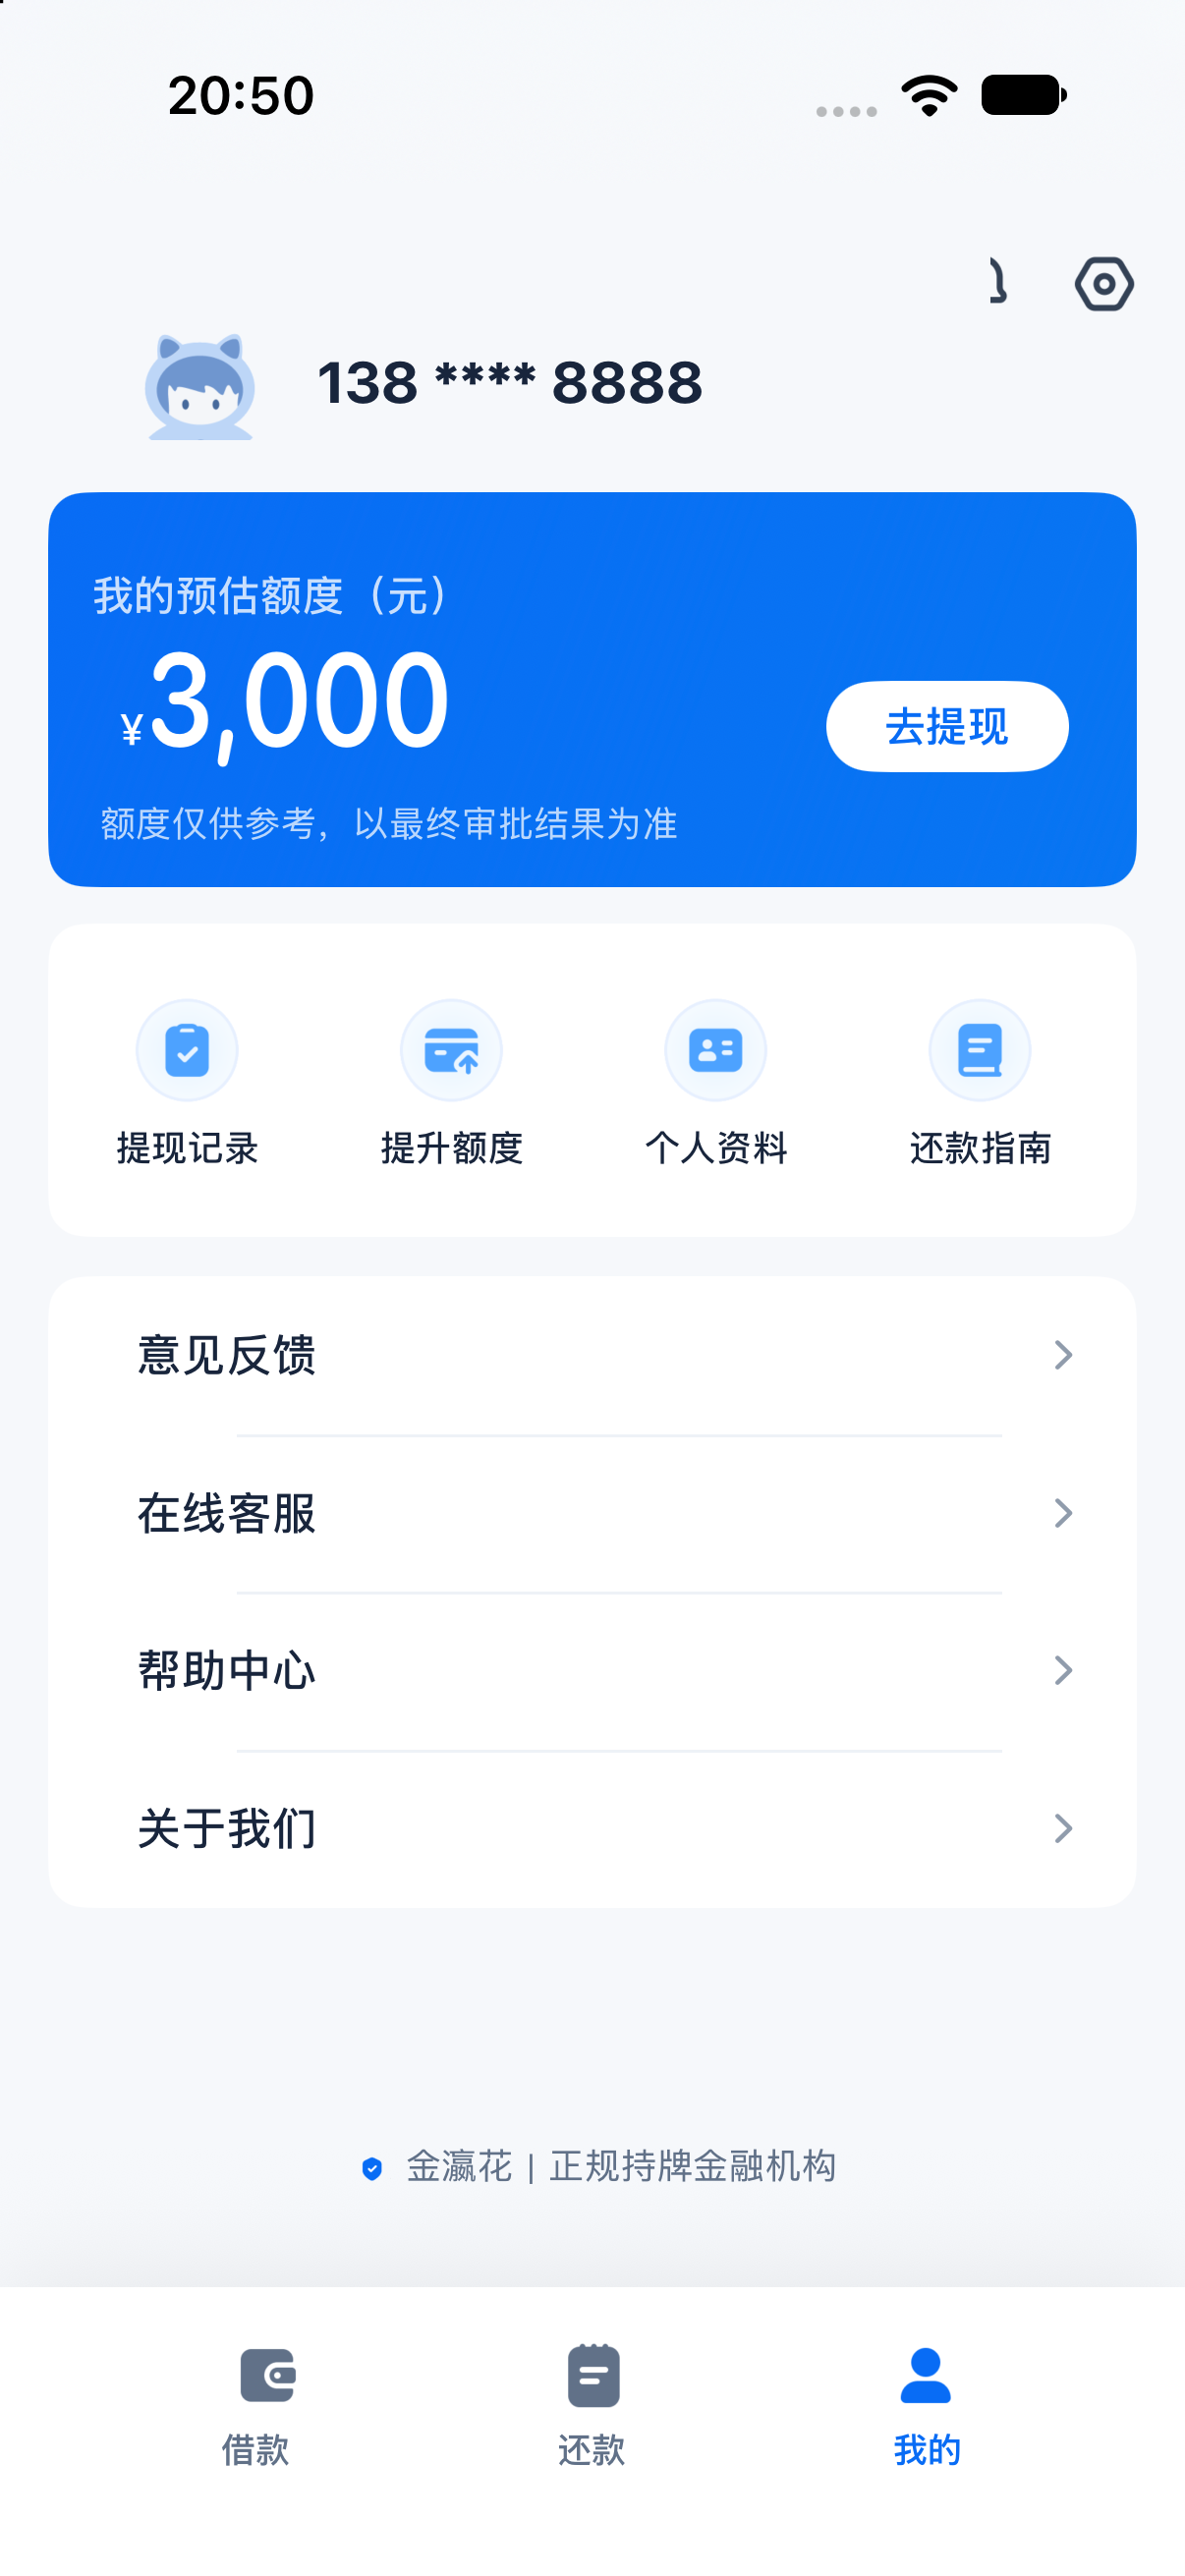 20:50
138 **** 8888
我的预估额度（元）
¥3,000
去提现
额度仅供参考，以最终审批结果为准
提现记录
提升额度
个人资料
还款指南
意见反馈
在线客服
帮助中心
关于我们
金瀛花 | 正规持牌金融机构
借款
还款
我的